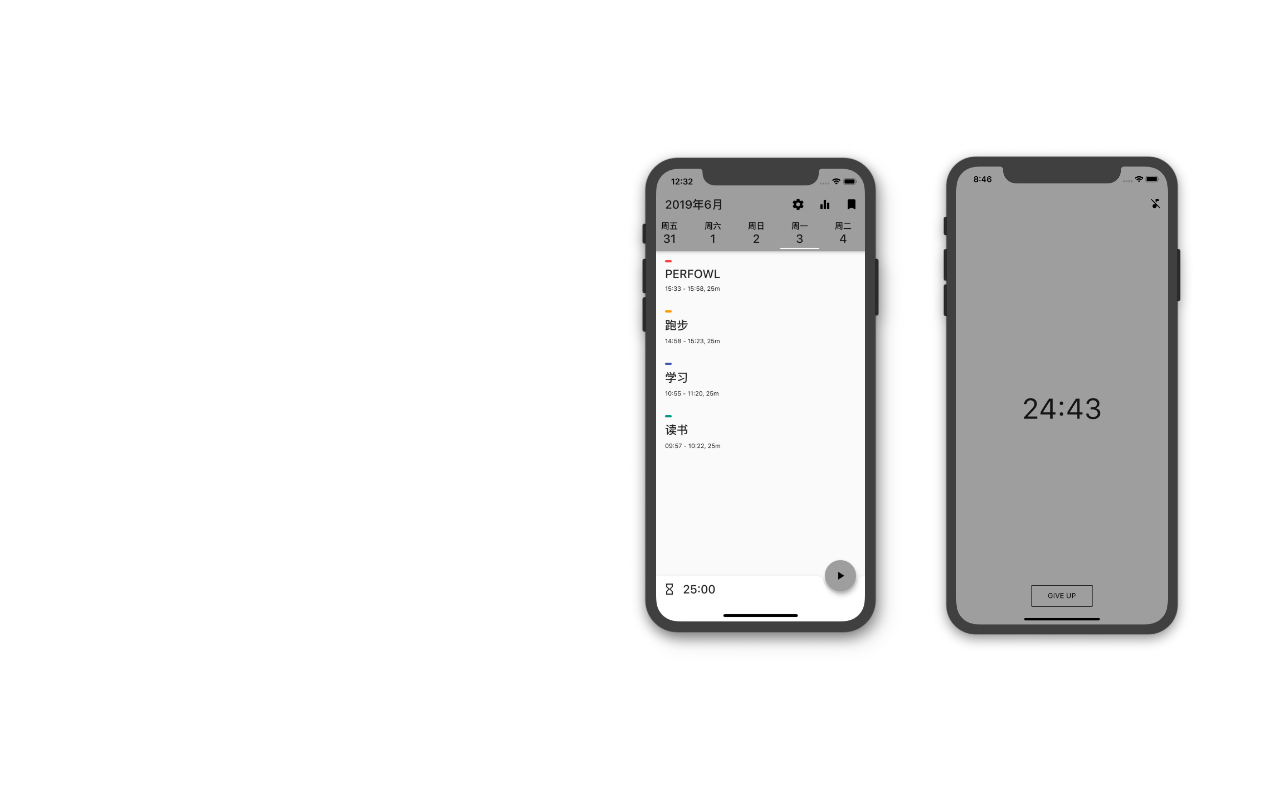 12:32
2019年6月
周五 周六 周日 周一 周二
31 1 2 3 4
PERFOWL
15:33 - 15:58, 25m
跑步
14:58 - 15:23, 25m
学习
10:55 - 11:20, 25m
读书
09:57 - 10:22, 25m
25:00
8:46
24:43
GIVE UP